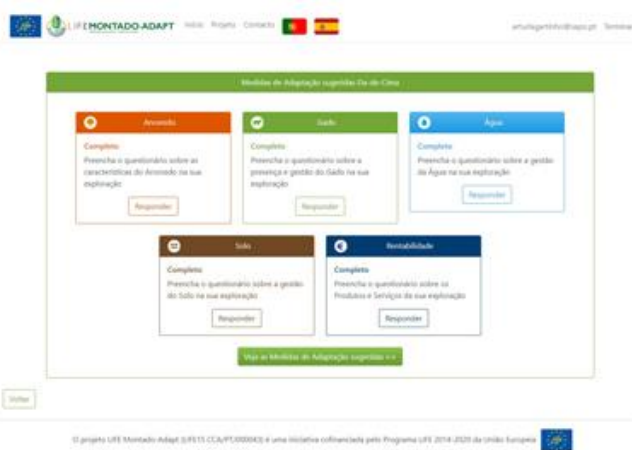 LIFE MONTADO-ADAPT Início Projeto Contacto
Medidas de Adaptação sugeridas Da-de-Cima
Arvoredo
Completo
Preencha o questionário sobre as
características do Arvoredo na sua
exploração
Responder
Gado
Completo
Preencha o questionário sobre a
presença e gestão do Gado na sua
exploração
Responder
Água
Completo
Preencha o questionário sobre a gestão
da Água na sua exploração
Responder
Solo
Completo
Preencha o questionário sobre a gestão
do Solo na sua exploração
Responder
Rentabilidade
Completo
Preencha o questionário sobre os
Produtos e Serviços da sua exploração
Responder
Veja as Medidas de Adaptação sugeridas >>
Voltar
O projeto LIFE Montado-Adapt (LIFE15 CCA/PT/000043) é uma iniciativa cofinanciada pelo Programa LIFE 2014-2020 da União Europeia